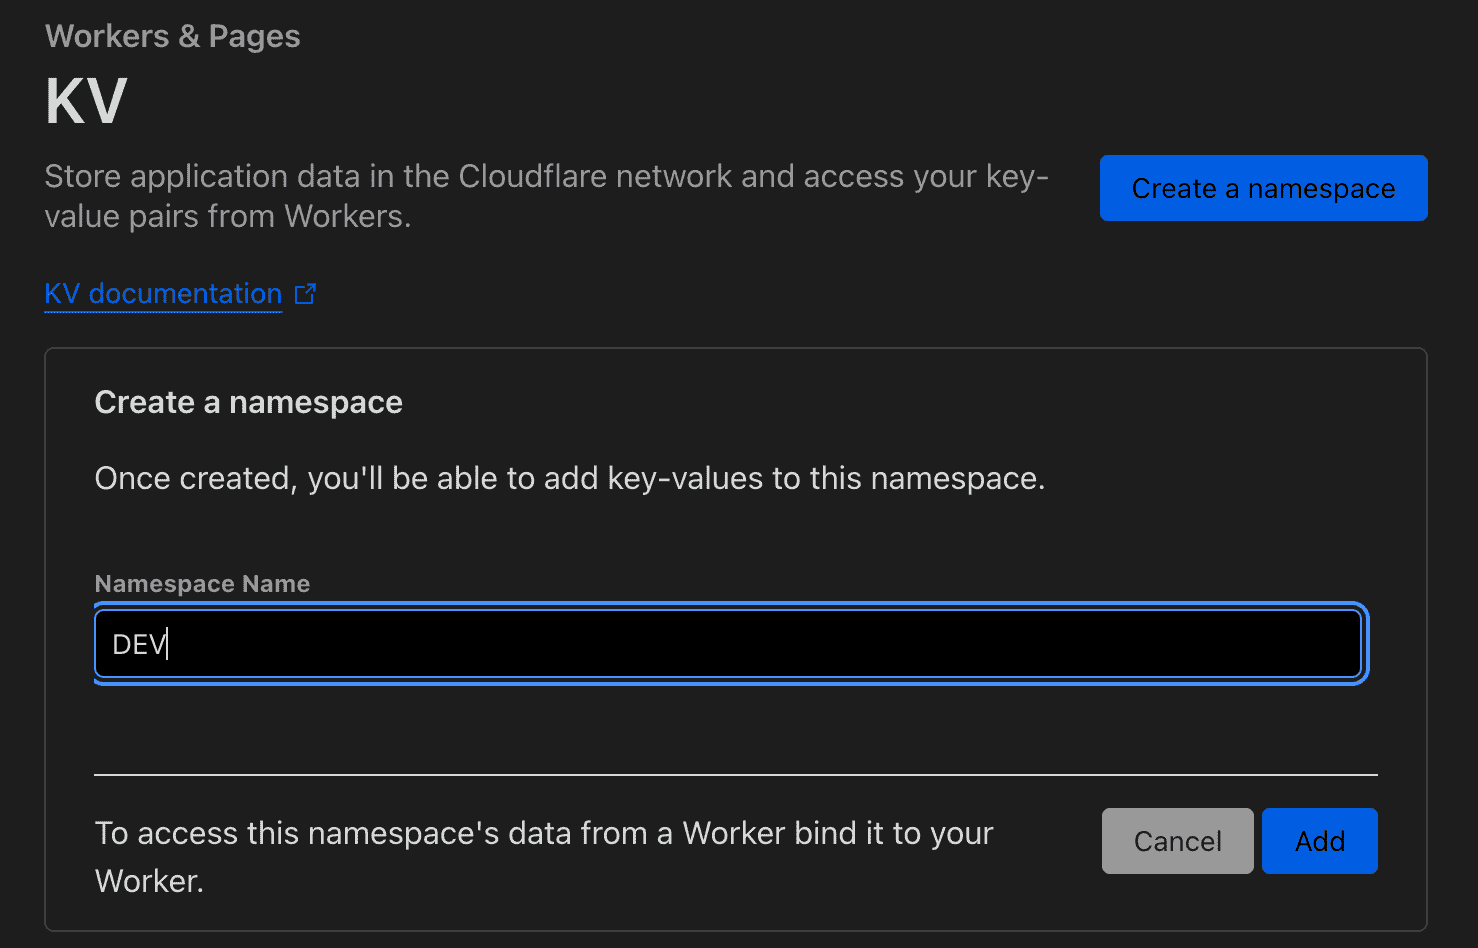 Workers & Pages
KV
Store application data in the Cloudflare network and access your key-
value pairs from Workers.
Create a namespace
KV documentation
Create a namespace
Once created, you'll be able to add key-values to this namespace.
Namespace Name
DEV
To access this namespace's data from a Worker bind it to your
Worker.
Cancel
Add